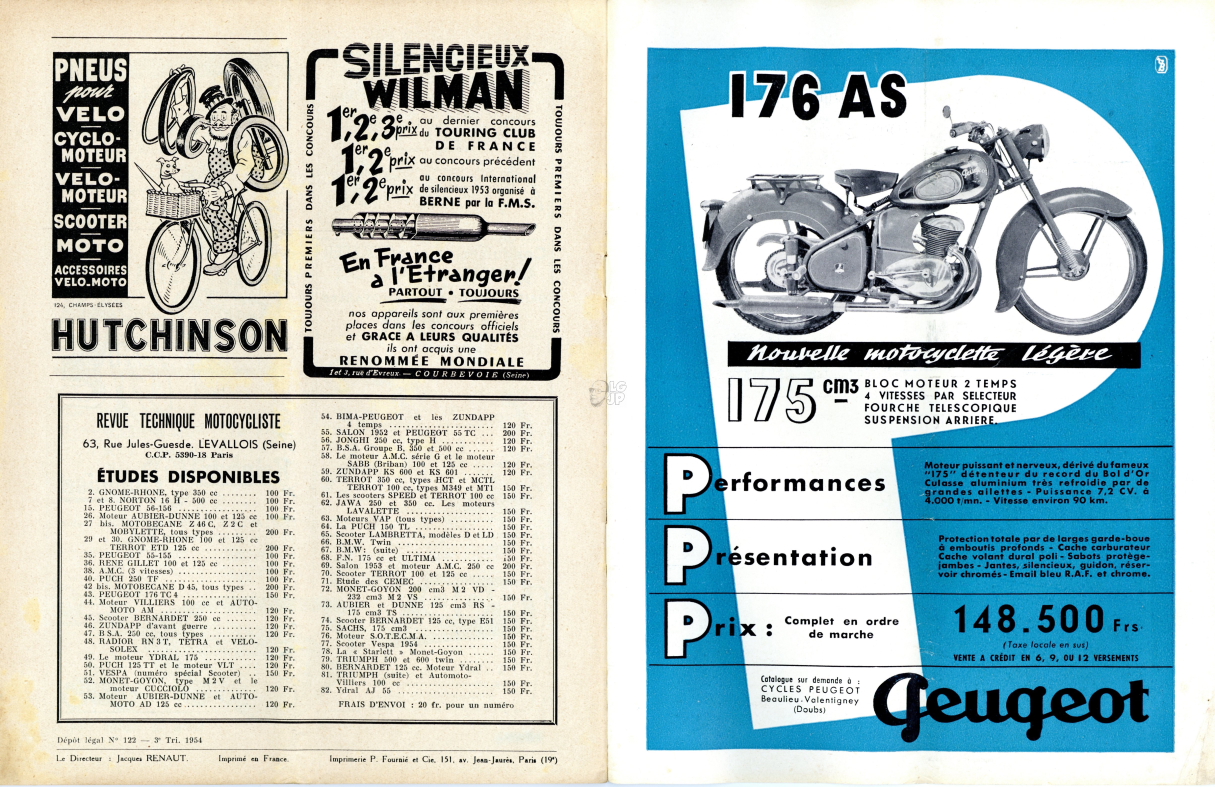 PNEUS
pour
VELO
CYCLO-
MOTEUR
VELO-
MOTEUR
SCOOTER
MOTO
ACCESSOIRES
VELO-MOTO
124, CHAMPS-ELYSEES
HUTCHINSON
TOUJOURS PREMIERS DANS LES CONCOURS
SILENCIEUX
WILMAN
1er, 2e, 3e prix au dernier concours
du TOURING CLUB
DE FRANCE
1er, 2e prix au concours précédent
1er, 2e prix au concours International
de silencieux 1953 organisé à
BERNE par la F.M.S.
En France
a l'Etranger!
PARTOUT • TOUJOURS
nos appareils sont aux premières
places dans les concours officiels
et GRACE A LEURS QUALITÉS
ils ont acquis une
RENOMMÉE MONDIALE
1 et 3, rue d'Evreux — COURBEVOIE (Seine)
TOUJOURS PREMIERS DANS LES CONCOURS
REVUE TECHNIQUE MOTOCYCLISTE
63, Rue Jules-Guesde. LEVALLOIS (Seine)
C.C.P. 5390-18 Paris
ÉTUDES DISPONIBLES
2. GNOME-RHONE, type 350 cc ........ 100 Fr.
7 et 8. NORTON 16 H - 500 cc ....... 100 Fr.
15. PEUGEOT 56-156 ................ 100 Fr.
26. Moteur AUBIER-DUNNE 100 et 125 cc 100 Fr.
27 bis. MOTOBECANE Z 46 C, Z 2 C et
MOBYLETTE, tous types .......... 200 Fr.
29 et 30. GNOME-RHONE 100 et 125 cc
TERROT ETD 125 cc .............. 200 Fr.
35. PEUGEOT 55-155 ................ 100 Fr.
36. RENE GILLET 100 et 125 cc ...... 100 Fr.
38. A.M.C. (3 vitesses) ............ 100 Fr.
40. PUCH 250 TF ................... 100 Fr.
42 bis. MOTOBECANE D 45, tous types .. 200 Fr.
43. PEUGEOT 176 TC 4 ............... 150 Fr.
44. Moteur VILLIERS 100 cc et AUTO-
MOTO AM ....................... 120 Fr.
45. Scooter BERNARDET 250 cc ....... 120 Fr.
46. ZUNDAPP d'avant guerre ......... 120 Fr.
47. B.S.A. 250 cc, tous types ....... 120 Fr.
48. RADIOR RN 3 T, TETRA et VELO-
SOLEX ......................... 120 Fr.
49. Le moteur YDRAL 175 ............ 120 Fr.
50. PUCH 125 TT et le moteur VLT .... 120 Fr.
51. VESPA (numéro spécial Scooter) .. 150 Fr.
52. MONET-GOYON, type M 2 V et le
moteur CUCCIOLO ............... 120 Fr.
53. Moteur AUBIER-DUNNE et AUTO-
MOTO AD 125 cc ................. 120 Fr.
54. BIMA-PEUGEOT et les ZUNDAPP
4 temps ....................... 120 Fr.
55. SALON 1952 et PEUGEOT 55 TC ... 200 Fr.
56. JONGHI 250 cc, type H .......... 120 Fr.
57. B.S.A. Groupe B, 350 et 500 cc ... 120 Fr.
58. Le moteur A.M.C. série G et le moteur
SABB (Briban) 100 et 125 cc ..... 120 Fr.
59. ZUNDAPP KS 600 et KS 601 ....... 120 Fr.
60. TERROT 350 cc, types HCT et MCTL
TERROT 100 cc, types M349 et MT1 150 Fr.
61. Les scooters SPEED et TERROT 100 cc 150 Fr.
62. JAWA 250 et 350 cc. Les moteurs
LAVALETTE ..................... 150 Fr.
63. Moteurs VAP (tous types) ........ 150 Fr.
64. La PUCH 150 TL ................. 150 Fr.
65. Scooter LAMBRETTA, modèles D et LD 150 Fr.
66. B.M.W. Twin ................... 150 Fr.
67. B.M.W. (suite) ................. 150 Fr.
68. F.N. 175 cc et ULTIMA .......... 150 Fr.
69. Salon 1953 et moteur A.M.C. 250 cc 200 Fr.
70. Scooter TERROT 100 et 125 cc ..... 150 Fr.
71. Etude des CEMEC ................ 150 Fr.
72. MONET-GOYON 200 cm3 M2 VD -
232 cm3 M2 VS .................. 150 Fr.
73. AUBIER et DUNNE 125 cm3 RS -
175 cm3 TS ..................... 150 Fr.
74. Scooter BERNARDET 125 cc, type E51 150 Fr.
75. SACHS, 175 cm3 ................. 150 Fr.
76. Moteur S.O.T.E.C.M.A. ........... 150 Fr.
77. Scooter Vespa 1954 .............. 150 Fr.
78. La « Starlett » Monet-Goyon ...... 150 Fr.
79. TRIUMPH 500 et 600 twin ......... 150 Fr.
80. BERNARDET 125 cc. Moteur Ydral .. 150 Fr.
81. TRIUMPH (suite) et Automoto-
Villiers 100 cc .................. 150 Fr.
82. Ydral AJ 55 .................... 150 Fr.
FRAIS D'ENVOI : 20 fr. pour un numéro
Dépôt légal N° 122 — 3e Tri. 1954
Le Directeur : Jacques RENAUT. Imprimé en France. Imprimerie P. Fournié et Cie, 151, av. Jean-Jaurès, Paris (19e)
176 AS
Nouvelle motocyclette légère
175 cm3
BLOC MOTEUR 2 TEMPS
4 VITESSES PAR SELECTEUR
FOURCHE TELESCOPIQUE
SUSPENSION ARRIERE.
Performances
Moteur puissant et nerveux, dérivé du fameux
"175" détenteur du record du Bol d'Or
Culasse aluminium très refroidie par de
grandes ailettes - Puissance 7,2 CV. à
4.000 t/mn. - Vitesse environ 90 km.
Présentation
Protection totale par de larges garde-boue
à emboutis profonds - Cache carburateur
Cache volant dural poli - Sabots protège-
jambes - Jantes, silencieux, guidon, réser-
voir chromés - Email bleu R.A.F. et chrome.
Prix : Complet en ordre
de marche
148.500 Frs.
(Taxe locale en sus)
VENTE A CRÉDIT EN 6, 9, OU 12 VERSEMENTS
Catalogue sur demande à :
CYCLES PEUGEOT
Beaulieu-Valentigney
(Doubs)
Peugeot